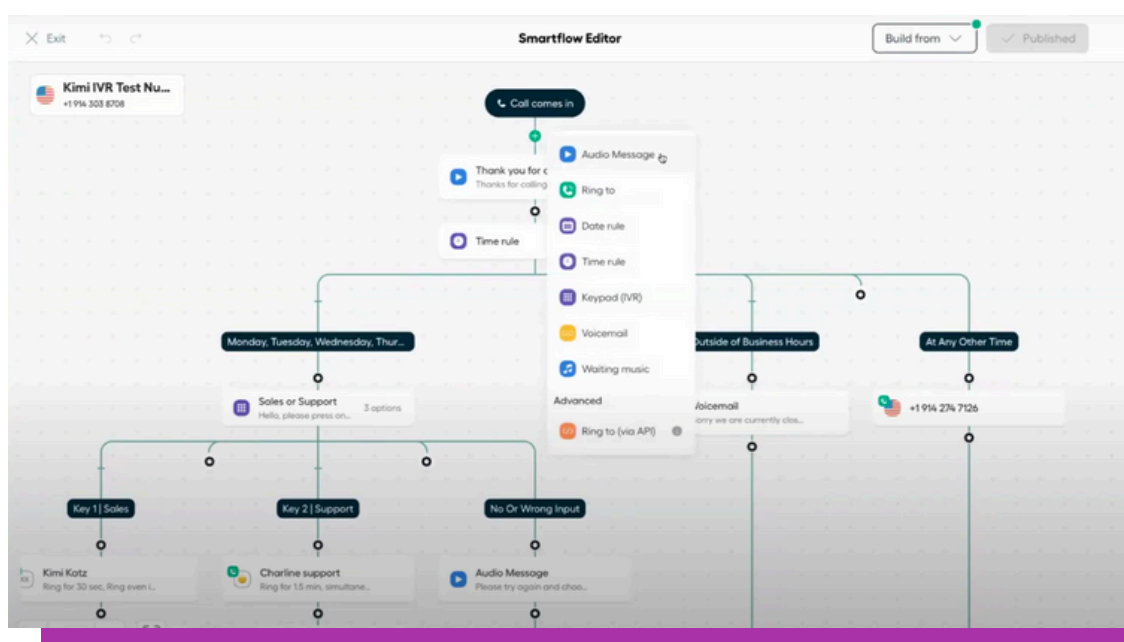 Exit
Smartflow Editor
Build from
Published
Kimi IVR Test Nu...
+1 914 303 8708
Call comes in
Audio Message
Thank you for
Thanks for calling
Ring to
Date rule
Time rule
Time rule
Keypad (IVR)
Voicemail
Waiting music
Advanced
Ring to (via API)
Monday, Tuesday, Wednesday, Thur...
Outside of Business Hours
At Any Other Time
Sales or Support
Hello, please press on...
3 options
Voicemail
we are currently clos...
+1 914 274 7126
Key 1 | Sales
Key 2 | Support
No Or Wrong Input
Kimi Katz
Ring for 30 sec, Ring even i...
Charline support
Ring for 1.5 min, simultane...
Audio Message
Please try again and choo...